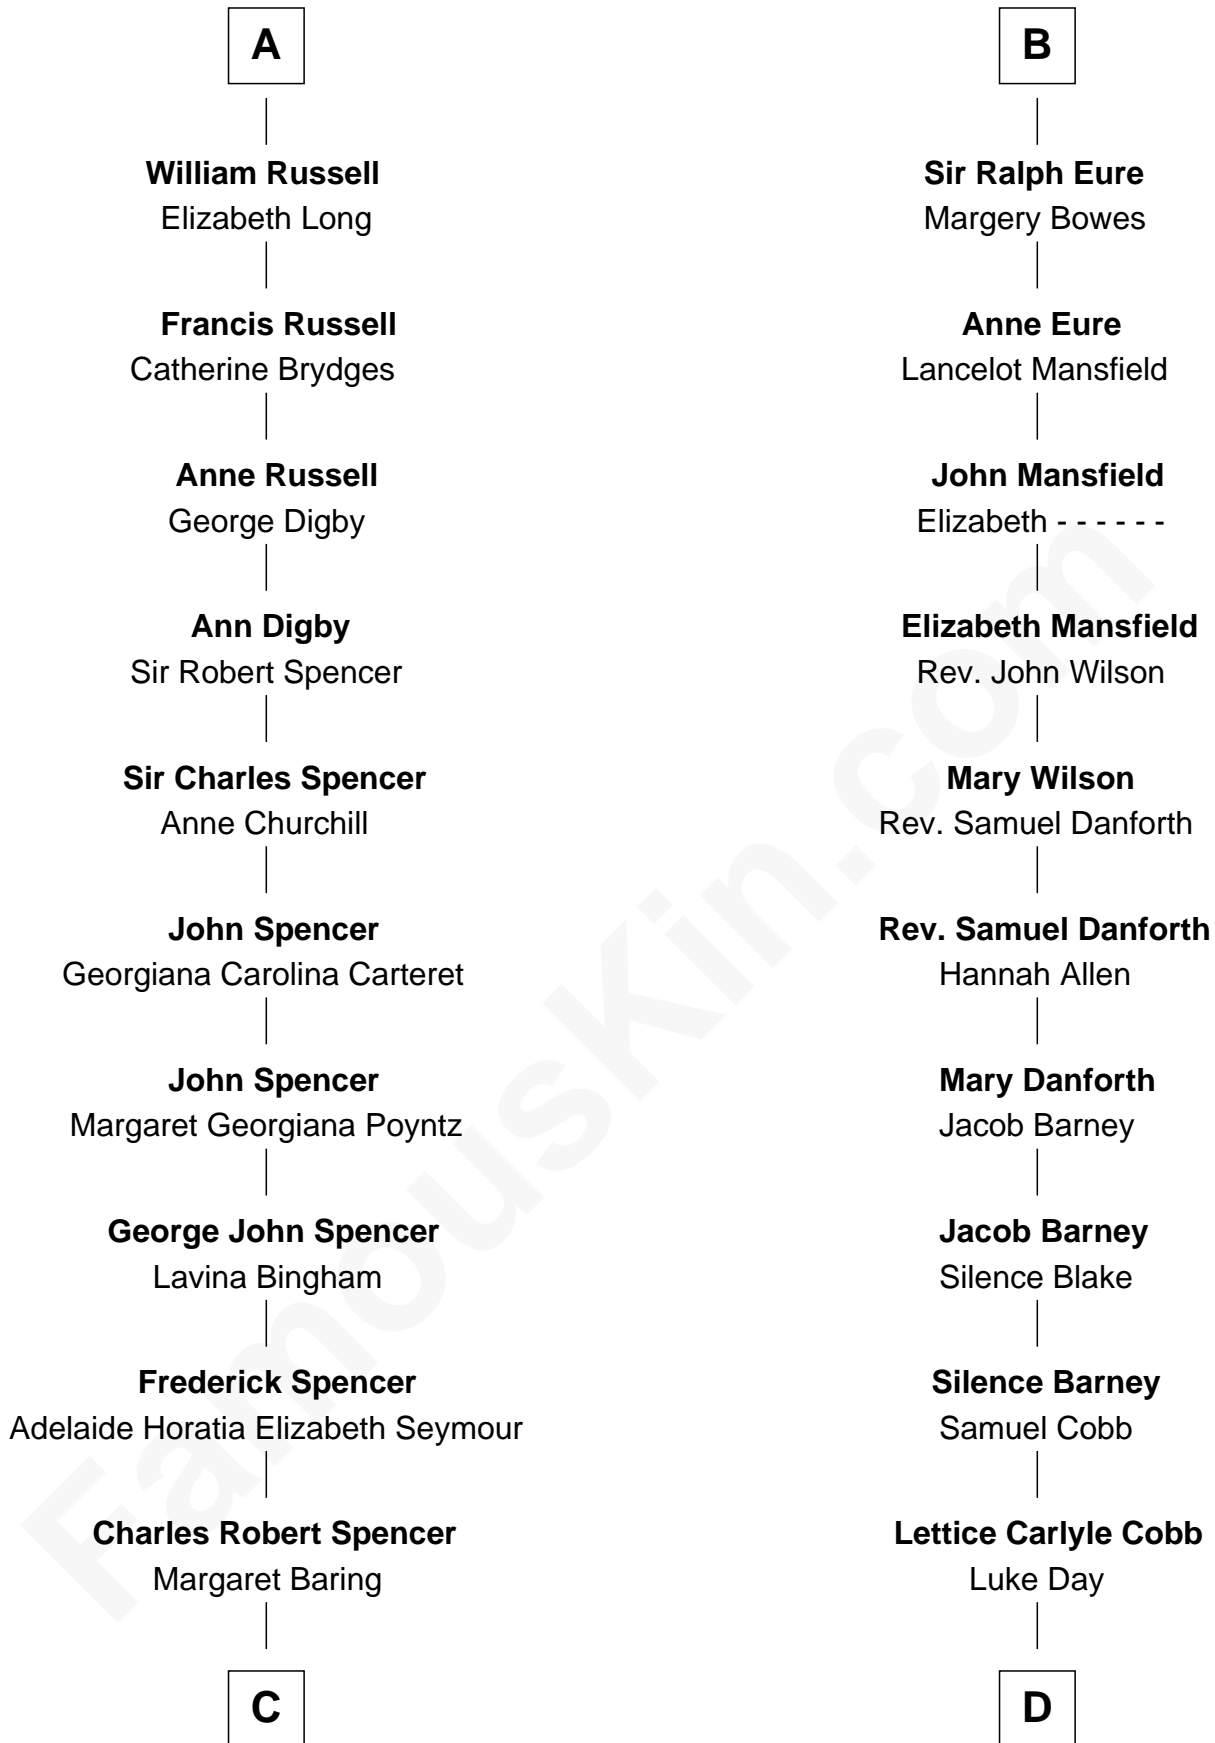 A
William Russell
Elizabeth Long
Francis Russell
Catherine Brydges
Anne Russell
George Digby
Ann Digby
Sir Robert Spencer
Sir Charles Spencer
Anne Churchill
John Spencer
Georgiana Carolina Carteret
John Spencer
Margaret Georgiana Poyntz
George John Spencer
Lavina Bingham
Frederick Spencer
Adelaide Horatia Elizabeth Seymour
Charles Robert Spencer
Margaret Baring
C
B
Sir Ralph Eure
Margery Bowes
Anne Eure
Lancelot Mansfield
John Mansfield
Elizabeth - - - - - -
Elizabeth Mansfield
Rev. John Wilson
Mary Wilson
Rev. Samuel Danforth
Rev. Samuel Danforth
Hannah Allen
Mary Danforth
Jacob Barney
Jacob Barney
Silence Blake
Silence Barney
Samuel Cobb
Lettice Carlyle Cobb
Luke Day
D
FamousKin.com